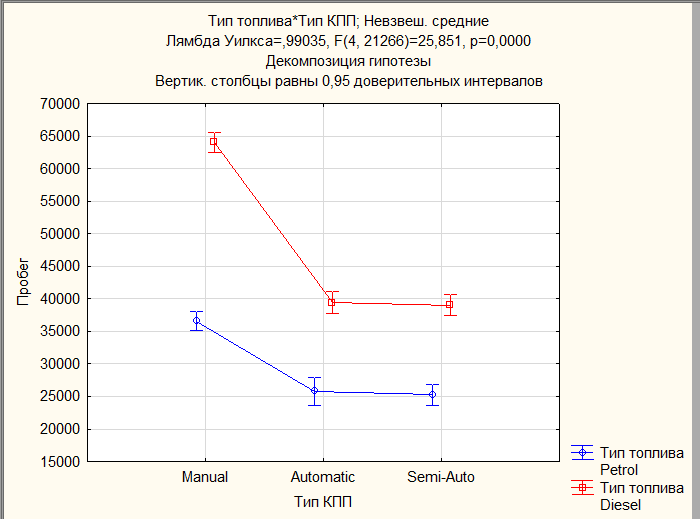 Тип топлива*Тип КПП; Невзвеш. средние
Лямбда Уилкса=,99035, F(4, 21266)=25,851, p=0,0000
Декомпозиция гипотезы
Вертик. столбцы равны 0,95 доверительных интервалов
70000
65000
60000
55000
50000
45000
40000
35000
30000
25000
20000
15000
Пробег
Manual Automatic Semi-Auto
Тип КПП
Тип топлива
Petrol
Тип топлива
Diesel